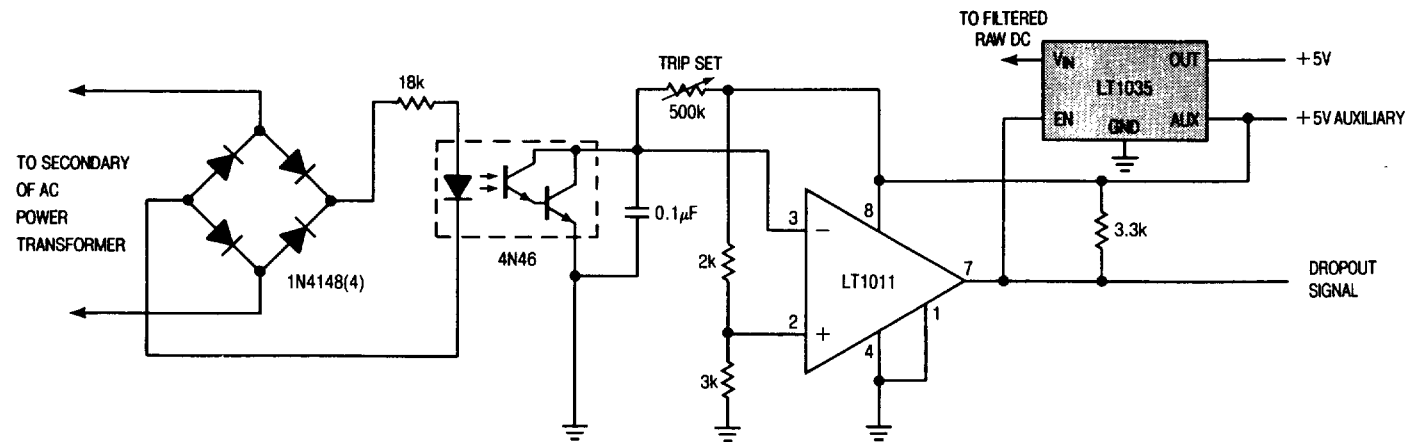 TO FILTERED
RAW DC
VIN
OUT
+5V
LT1035
EN
AUX
+5V AUXILIARY
GND
TRIP SET
500k
18k
TO SECONDARY
OF AC
POWER
TRANSFORMER
1N4148(4)
4N46
0.1μF
3
−
8
2k
LT1011
7
3.3k
DROPOUT
SIGNAL
2
+
1
4
3k